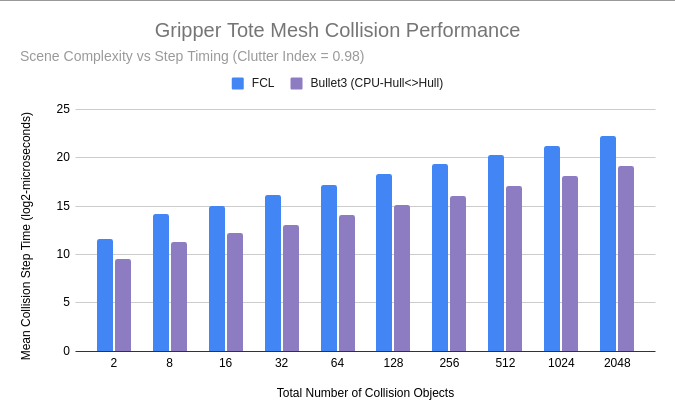 Gripper Tote Mesh Collision Performance
Scene Complexity vs Step Timing (Clutter Index = 0.98)
FCL
Bullet3 (CPU-Hull<>Hull)
Mean Collision Step Time (log2-microseconds)
25
20
15
10
5
0
2 8 16 32 64 128 256 512 1024 2048
Total Number of Collision Objects